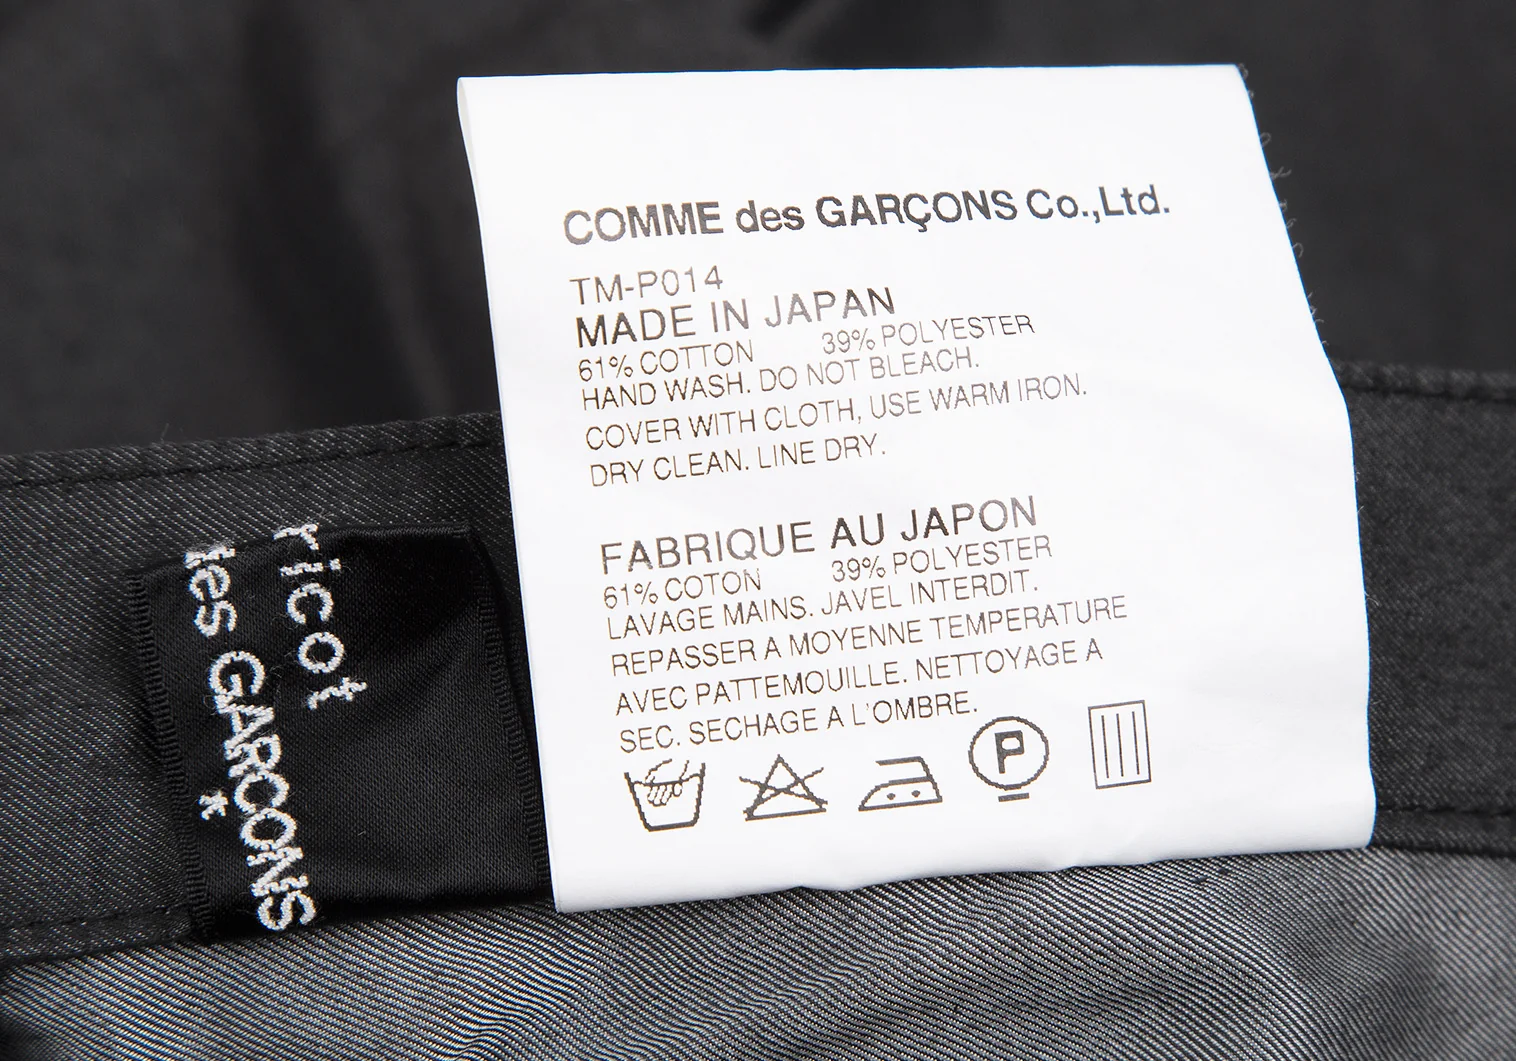 COMME des GARÇONS Co.,Ltd.
TM-P014
MADE IN JAPAN
61% COTTON 39% POLYESTER
HAND WASH. DO NOT BLEACH.
COVER WITH CLOTH, USE WARM IRON.
DRY CLEAN. LINE DRY.
FABRIQUE AU JAPON
61% COTON 39% POLYESTER
LAVAGE MAINS. JAVEL INTERDIT.
REPASSER A MOYENNE TEMPERATURE
AVEC PATTEMOUILLE. NETTOYAGE A
SEC. SECHAGE A L'OMBRE.
P
ricot
des GARÇONS
*